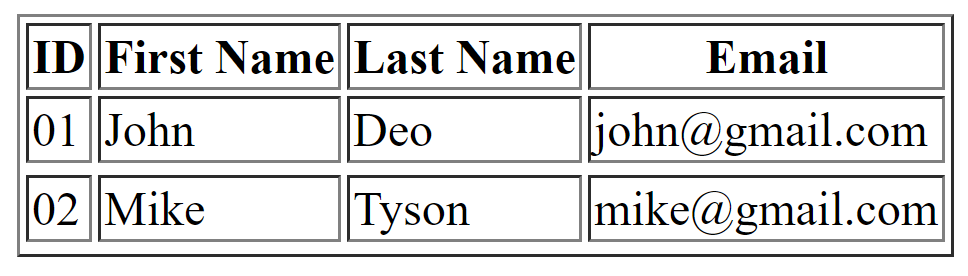 ID First Name Last Name Email
01 John Deo john@gmail.com
02 Mike Tyson mike@gmail.com